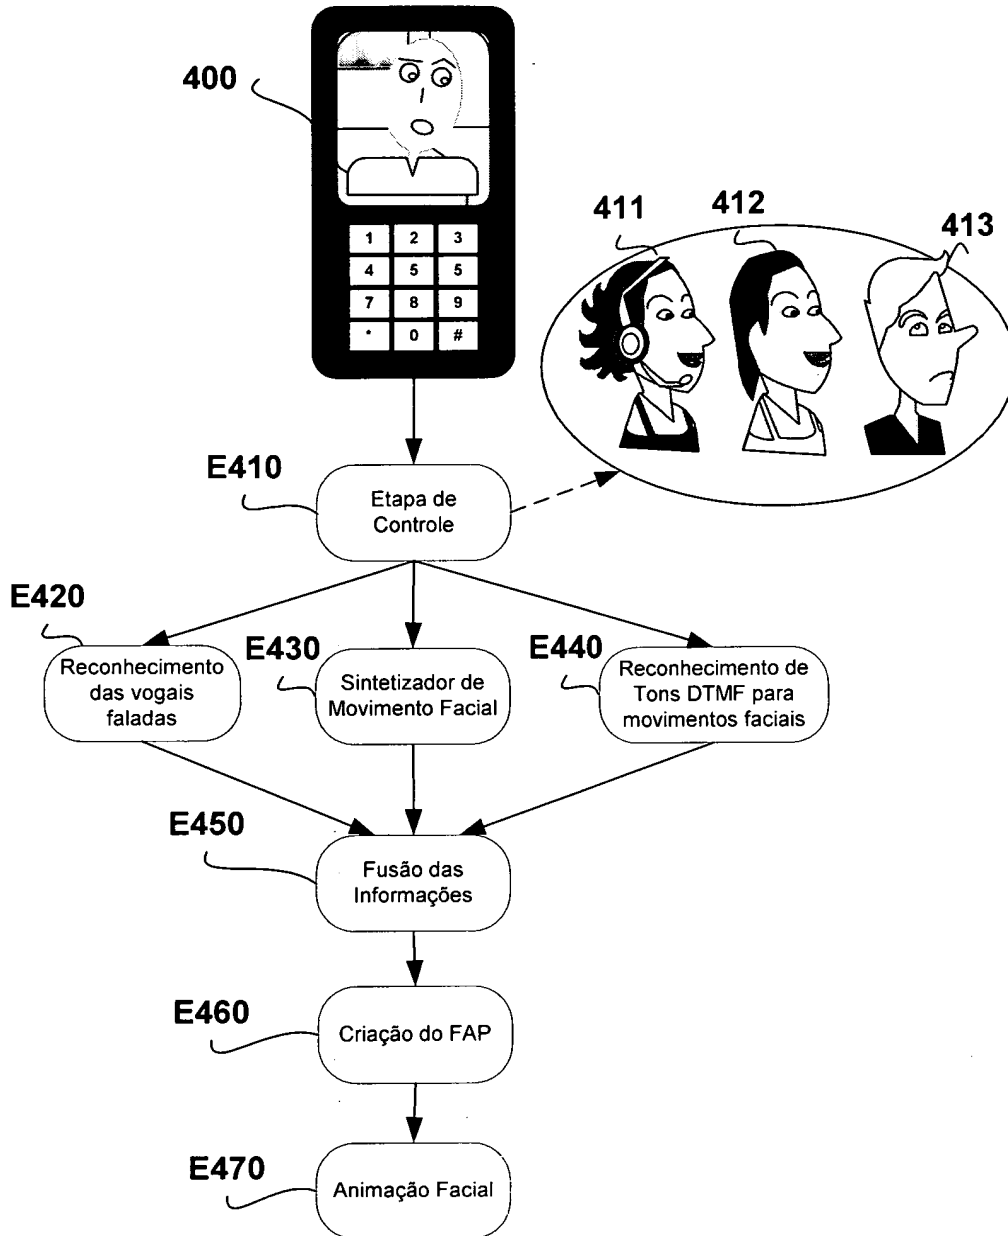 400
1 2 3
4 5 5
7 8 9
* 0 #
411
412
413
E410
Etapa de
Controle
E420
Reconhecimento
das vogais
faladas
E430
Sintetizador de
Movimento Facial
E440
Reconhecimento de
Tons DTMF para
movimentos faciais
E450
Fusão das
Informações
E460
Criação do FAP
E470
Animação Facial